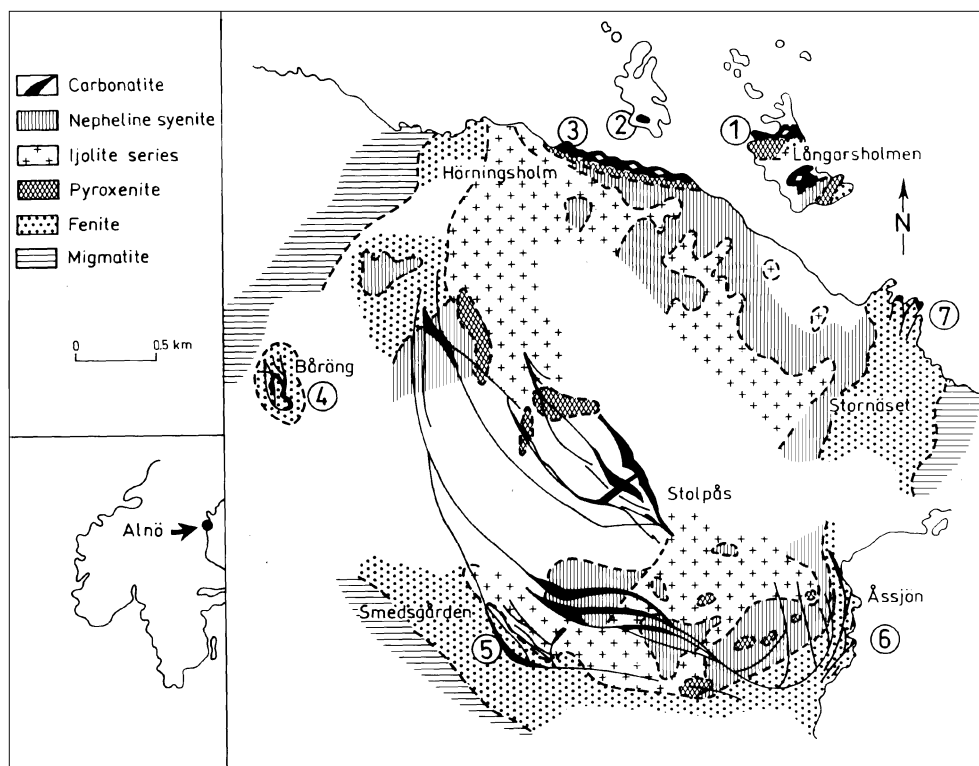 Carbonatite
Nepheline syenite
Ijolite series
Pyroxenite
Fenite
Migmatite
0 0.5 km
Alnö
3
2
1
Hörningsholm
Långarsholmen
N
7
Båräng
4
Stornäset
Stolpås
Smedsgården
Åssjön
5
6